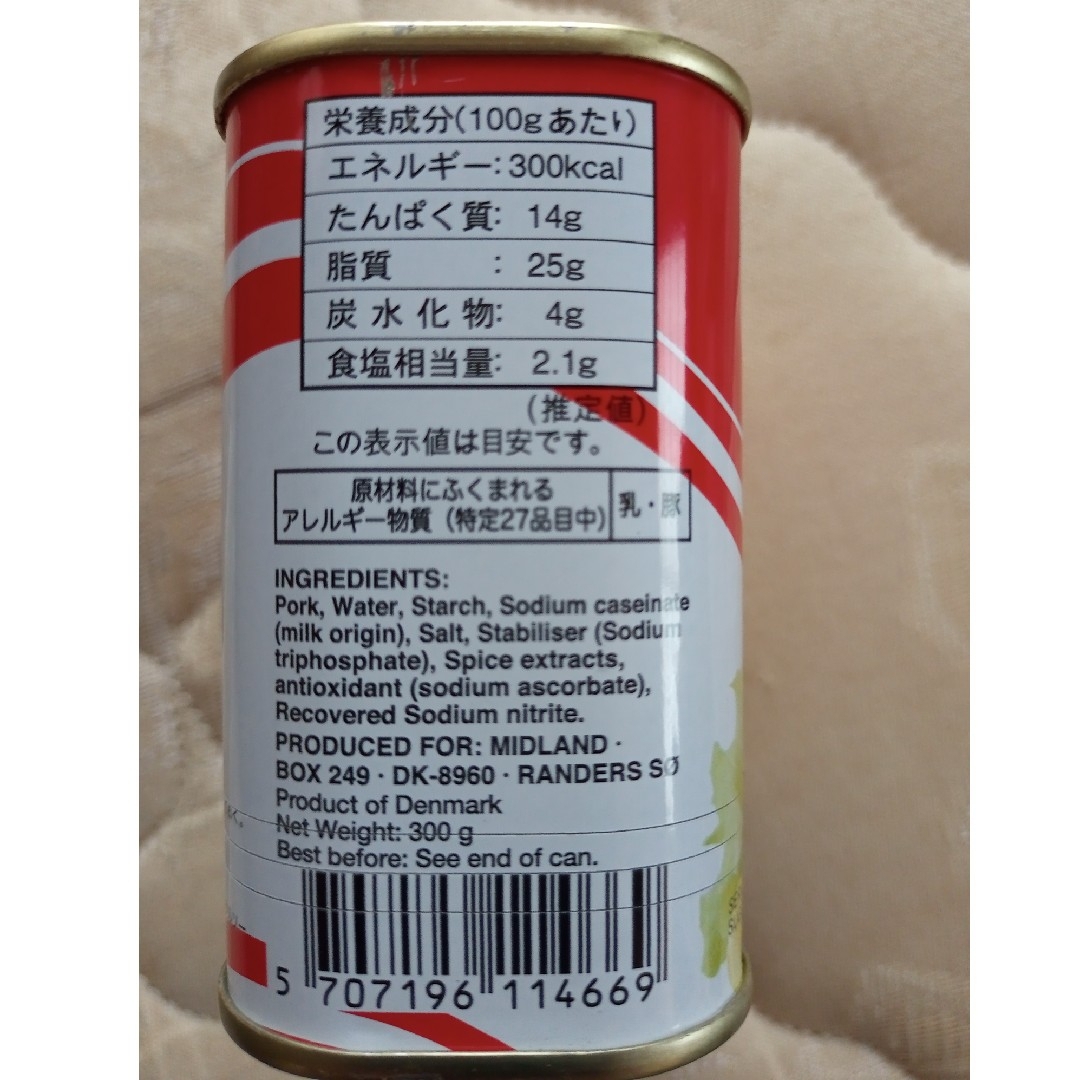 栄養成分(100gあたり)
エネルギー:300kcal
たんぱく質: 14g
脂質 : 25g
炭水化物: 4g
食塩相当量: 2.1g
(推定値)
この表示値は目安です。
原材料にふくまれる
アレルギー物質(特定27品目中)
乳・豚
INGREDIENTS:
Pork, Water, Starch, Sodium caseinate
(milk origin), Salt, Stabiliser (Sodium
triphosphate), Spice extracts,
antioxidant (sodium ascorbate),
Recovered Sodium nitrite.
PRODUCED FOR: MIDLAND ·
BOX 249 · DK-8960 · RANDERS SØ
Product of Denmark
Net Weight: 300 g
Best before: See end of can.
5 707196 114669